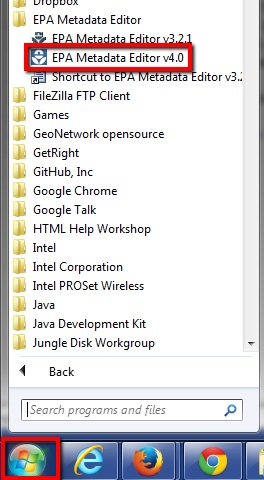 Dropbox
EPA Metadata Editor
EPA Metadata Editor v3.2.1
EPA Metadata Editor v4.0
Shortcut to EPA Metadata Editor v3.2
FileZilla FTP Client
Games
GeoNetwork opensource
GetRight
GitHub, Inc
Google Chrome
Google Talk
HTML Help Workshop
Intel
Intel Corporation
Intel PROSet Wireless
Java
Java Development Kit
Jungle Disk Workgroup
Back
Search programs and files